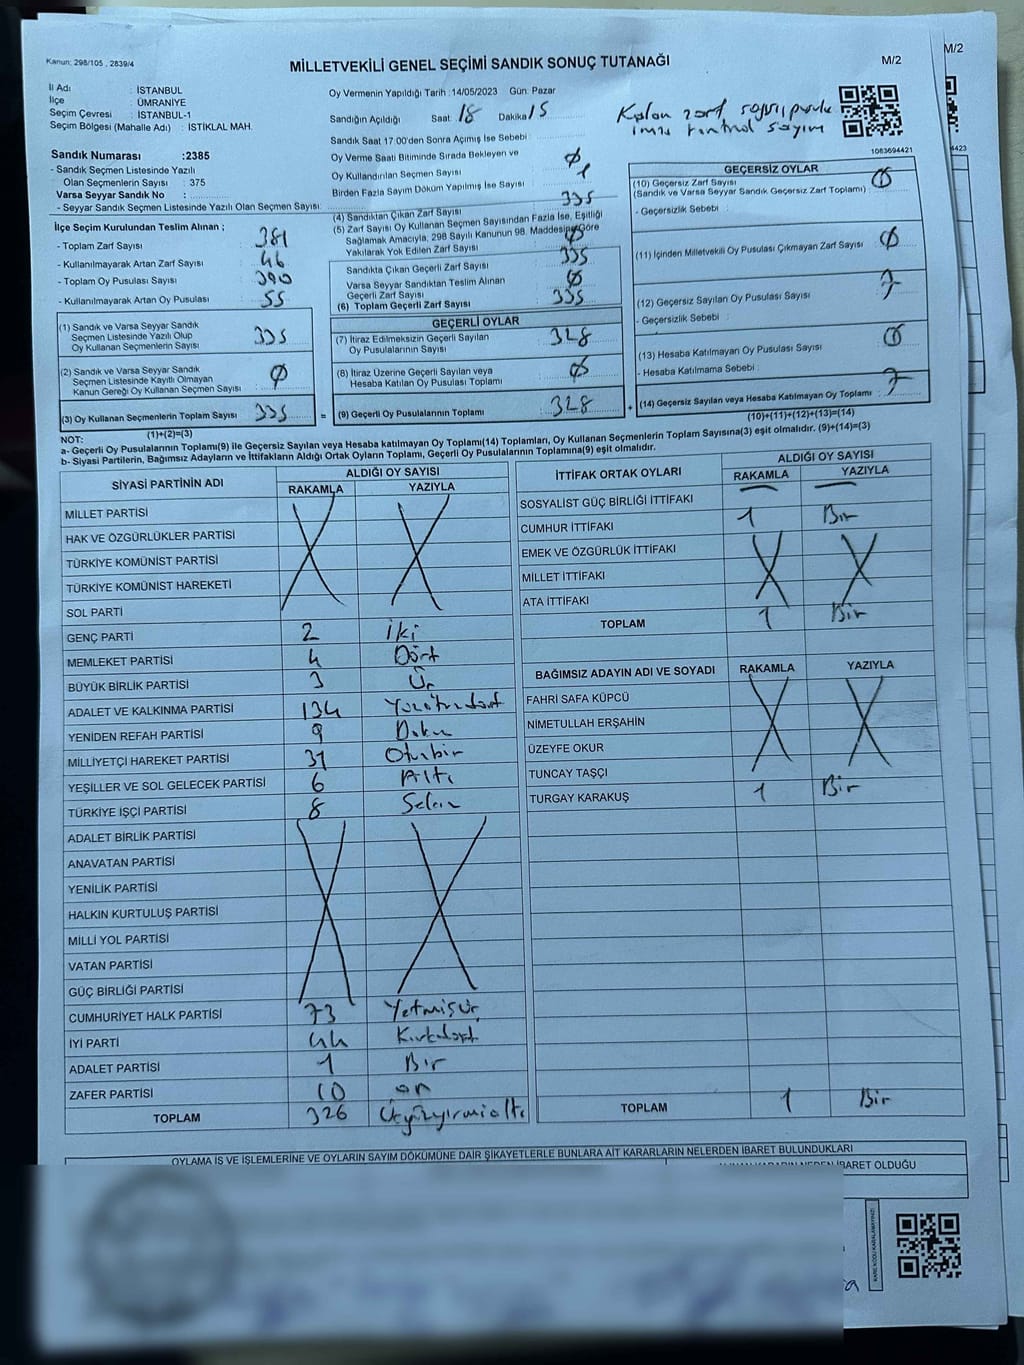 Kanun: 298/105 , 2839/4
M/2
M/2
MİLLETVEKİLİ GENEL SEÇİMİ SANDIK SONUÇ TUTANAĞI
İl Adı : İSTANBUL
İlçe : ÜMRANİYE
Seçim Çevresi : İSTANBUL-1
Seçim Bölgesi (Mahalle Adı) : İSTİKLAL MAH.
Sandık Numarası :2385
- Sandık Seçmen Listesinde Yazılı
Olan Seçmenlerin Sayısı : 375
Varsa Seyyar Sandık No :
- Seyyar Sandık Seçmen Listesinde Yazılı Olan Seçmen Sayısı:
İlçe Seçim Kurulundan Teslim Alınan ;
- Toplam Zarf Sayısı : 381
- Kullanılmayarak Artan Zarf Sayısı : 46
- Toplam Oy Pusulası Sayısı : 390
- Kullanılmayarak Artan Oy Pusulası : 55
(1) Sandık ve Varsa Seyyar Sandık
Seçmen Listesinde Yazılı Olup
Oy Kullanan Seçmenlerin Sayısı : 335
(2) Sandık ve Varsa Seyyar Sandık
Seçmen Listesinde Kayıtlı Olmayan
Kanun Gereği Oy Kullanan Seçmen Sayısı : Ø
(3) Oy Kullanan Seçmenlerin Toplam Sayısı : 335
(1)+(2)=(3)
Oy Vermenin Yapıldığı Tarih :14/05/2023 Gün: Pazar
Sandığın Açıldığı Saat: 18 Dakika: 15
Sandık Saat 17:00'den Sonra Açılmış İse Sebebi :
Oy Verme Saati Bitiminde Sırada Bekleyen ve
Oy Kullandırılan Seçmen Sayısı : Ø
Birden Fazla Sayım Döküm Yapılmış İse Sayısı : 1
(4) Sandıktan Çıkan Zarf Sayısı : 335
(5) Zarf Sayısı Oy Kullanan Seçmen Sayısından Fazla İse, Eşitliği
Sağlamak Amacıyla, 298 Sayılı Kanunun 98. Maddesine Göre
Yakılarak Yok Edilen Zarf Sayısı : Ø
Sandıkta Çıkan Geçerli Zarf Sayısı : 335
Varsa Seyyar Sandıktan Teslim Alınan
Geçerli Zarf Sayısı : Ø
(6) Toplam Geçerli Zarf Sayısı : 335
GEÇERLİ OYLAR
(7) İtiraz Edilmeksizin Geçerli Sayılan
Oy Pusulalarının Sayısı : 328
(8) İtiraz Üzerine Geçerli Sayılan veya
Hesaba Katılan Oy Pusulası Toplamı : Ø
= (9) Geçerli Oy Pusulalarının Toplamı : 328
Kalan zarf
imza kontrol sayım
1083694421
4423
GEÇERSİZ OYLAR
(10) Geçersiz Zarf Sayısı : Ø
(Sandık ve Varsa Seyyar Sandık Geçersiz Zarf Toplamı)
- Geçersizlik Sebebi :
(11) İçinden Milletvekili Oy Pusulası Çıkmayan Zarf Sayısı : Ø
(12) Geçersiz Sayılan Oy Pusulası Sayısı : 7
- Geçersizlik Sebebi :
(13) Hesaba Katılmayan Oy Pusulası Sayısı : Ø
- Hesaba Katılmama Sebebi :
+ (14) Geçersiz Sayılan veya Hesaba Katılmayan Oy Toplamı : 7
(10)+(11)+(12)+(13)=(14)
NOT:
a- Geçerli Oy Pusulalarının Toplamı(9) ile Geçersiz Sayılan veya Hesaba katılmayan Oy Toplamı(14) Toplamları, Oy Kullanan Seçmenlerin Toplam Sayısına(3) eşit olmalıdır. (9)+(14)=(3)
b- Siyasi Partilerin, Bağımsız Adayların ve İttifakların Aldığı Ortak Oyların Toplamı, Geçerli Oy Pusulalarının Toplamına(9) eşit olmalıdır.
SİYASİ PARTİNİN ADI ALDIĞI OY SAYISI
RAKAMLA YAZIYLA
MİLLET PARTİSİ
HAK VE ÖZGÜRLÜKLER PARTİSİ
TÜRKİYE KOMÜNİST PARTİSİ
TÜRKİYE KOMÜNİST HAREKETİ
SOL PARTİ
GENÇ PARTİ 2 İki
MEMLEKET PARTİSİ 4 Dört
BÜYÜK BİRLİK PARTİSİ 3 Üç
ADALET VE KALKINMA PARTİSİ 134 Yüzotuzdört
YENİDEN REFAH PARTİSİ 9 Dokuz
MİLLİYETÇİ HAREKET PARTİSİ 31 Otuzbir
YEŞİLLER VE SOL GELECEK PARTİSİ 6 Altı
TÜRKİYE İŞÇİ PARTİSİ 8 Sekiz
ADALET BİRLİK PARTİSİ
ANAVATAN PARTİSİ
YENİLİK PARTİSİ
HALKIN KURTULUŞ PARTİSİ
MİLLİ YOL PARTİSİ
VATAN PARTİSİ
GÜÇ BİRLİĞİ PARTİSİ
CUMHURİYET HALK PARTİSİ 73 Yetmişüç
İYİ PARTİ 44 Kırkdört
ADALET PARTİSİ 1 Bir
ZAFER PARTİSİ 10 on
TOPLAM 326 Üçyüzyirmialtı
İTTİFAK ORTAK OYLARI ALDIĞI OY SAYISI
RAKAMLA YAZIYLA
SOSYALİST GÜÇ BİRLİĞİ İTTİFAKI
CUMHUR İTTİFAKI 1 Bir
EMEK VE ÖZGÜRLÜK İTTİFAKI
MİLLET İTTİFAKI
ATA İTTİFAKI
TOPLAM 1 Bir
BAĞIMSIZ ADAYIN ADI VE SOYADI RAKAMLA YAZIYLA
FAHRİ SAFA KÜPCÜ
NİMETULLAH ERŞAHİN
ÜZEYFE OKUR
TUNCAY TAŞÇI
TURGAY KARAKUŞ 1 Bir
TOPLAM 1 Bir
OYLAMA İŞ VE İŞLEMLERİNE VE OYLARIN SAYIM DÖKÜMÜNE DAİR ŞİKAYETLERLE BUNLARA AİT KARARLARIN NELERDEN İBARET BULUNDUKLARI
İBARET OLDUĞU